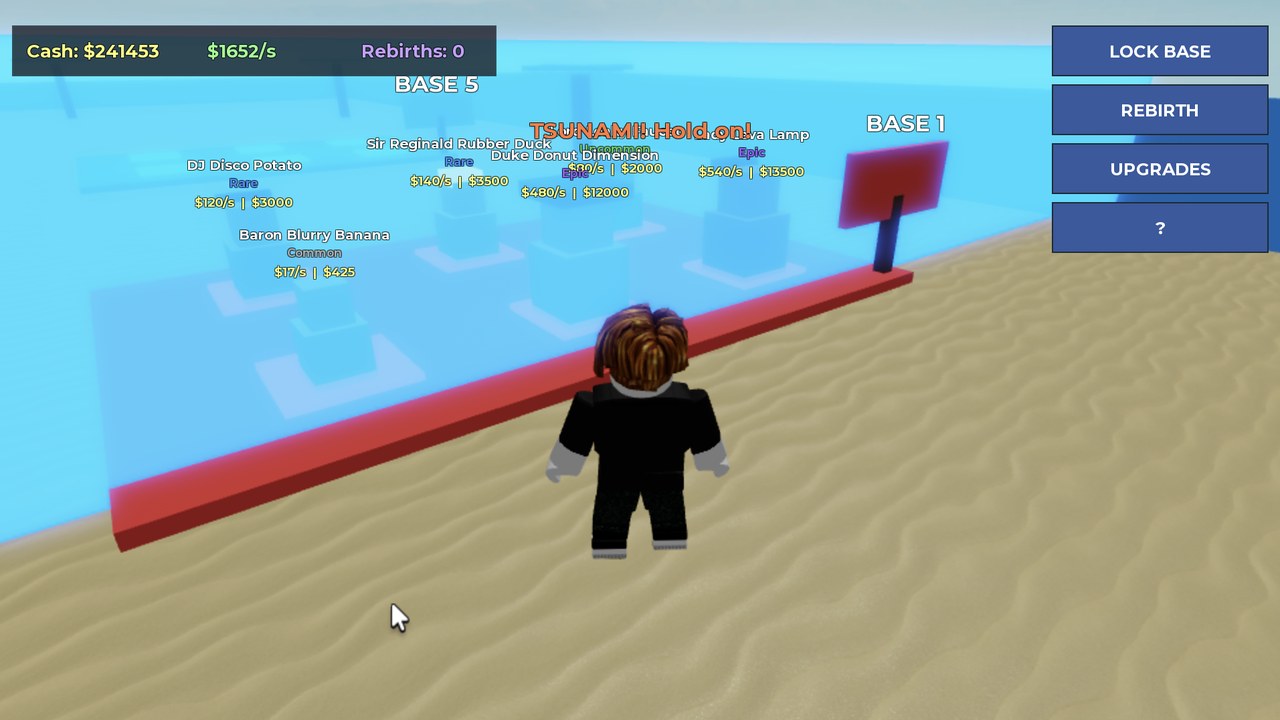 Cash: $241453 $1652/s Rebirths: 0
LOCK BASE
REBIRTH
UPGRADES
?
BASE 5
BASE 1
TSUNAMI! Hold on!
Lava Lamp
Epic
$540/s | $13500
Sir Reginald Rubber Duck
Rare
$140/s | $3500
Uncommon
$80/s | $2000
Duke Donut Dimension
Epic
$480/s | $12000
DJ Disco Potato
Rare
$120/s | $3000
Baron Blurry Banana
Common
$17/s | $425